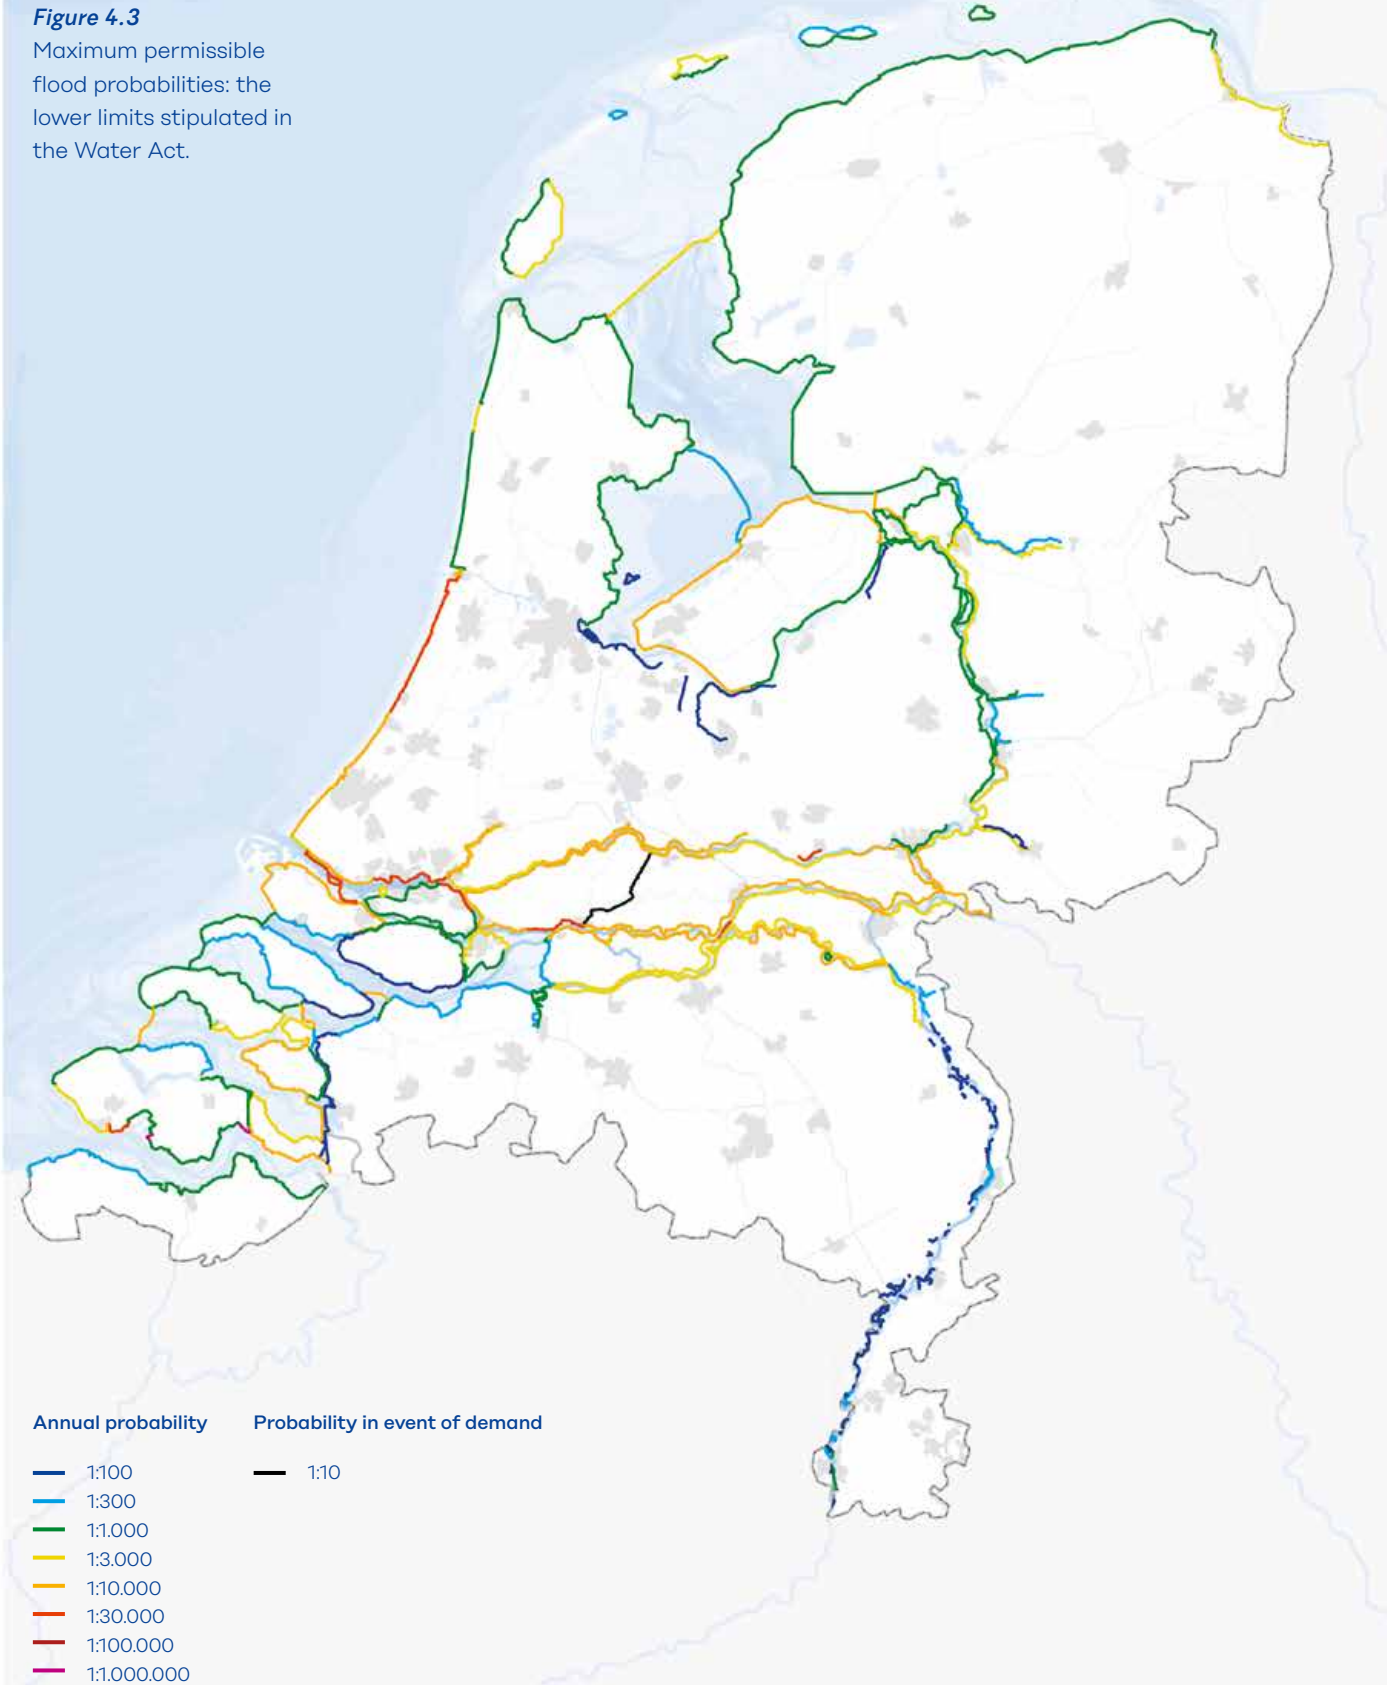 Figure 4.3
Maximum permissible
flood probabilities: the
lower limits stipulated in
the Water Act.
Annual probability
1:100
1:300
1:1.000
1:3.000
1:10.000
1:30.000
1:100.000
1:1.000.000
Probability in event of demand
1:10